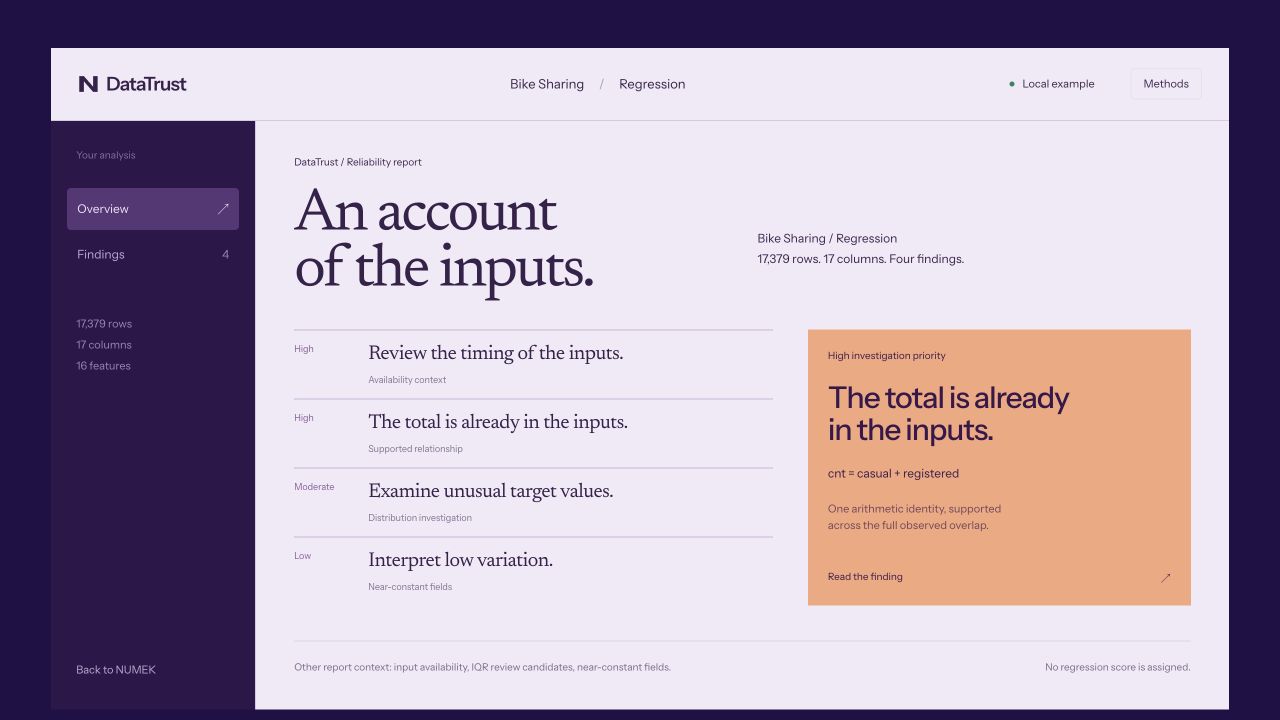 DataTrust
Bike Sharing / Regression
Local example
Methods
Your analysis
Overview ↗
Findings 4
17,379 rows
17 columns
16 features
Back to NUMEK
DataTrust / Reliability report
An account
of the inputs.
Bike Sharing / Regression
17,379 rows. 17 columns. Four findings.
High
Review the timing of the inputs.
Availability context
High
The total is already in the inputs.
Supported relationship
Moderate
Examine unusual target values.
Distribution investigation
Low
Interpret low variation.
Near-constant fields
High investigation priority
The total is already
in the inputs.
cnt = casual + registered
One arithmetic identity, supported
across the full observed overlap.
Read the finding ↗
Other report context: input availability, IQR review candidates, near-constant fields.
No regression score is assigned.